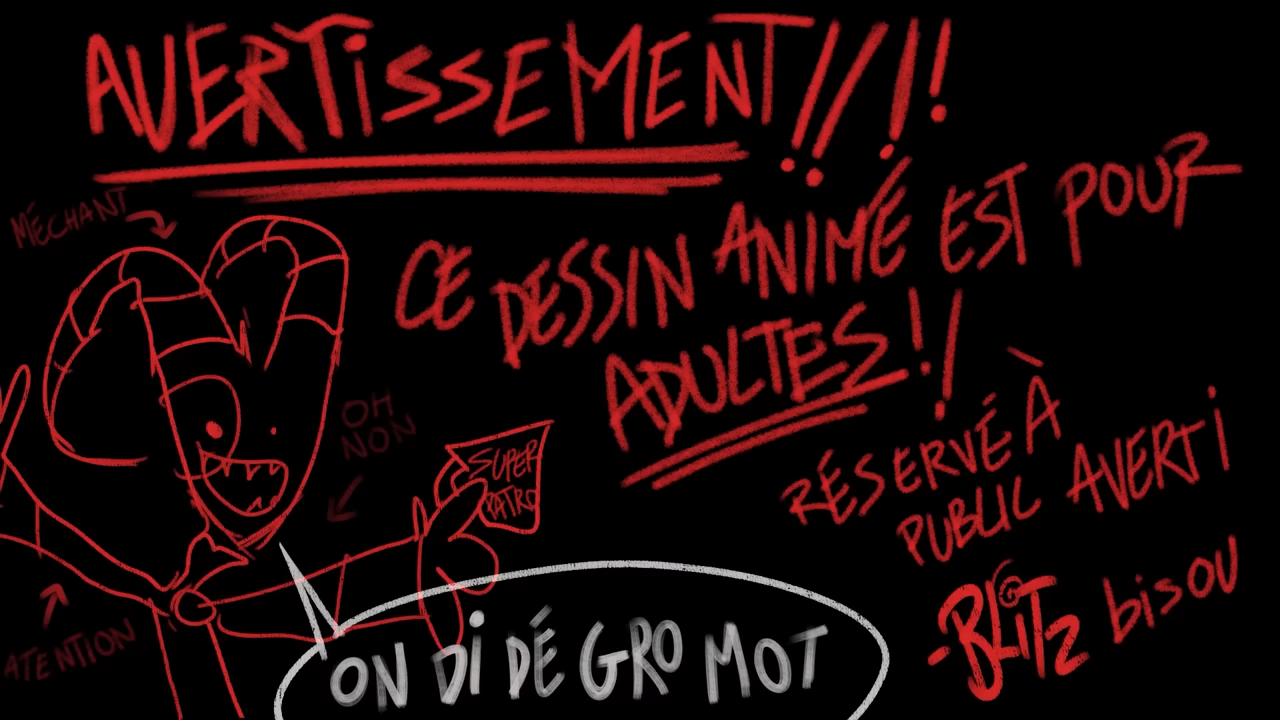 AVERTISSEMENT!!!!
MÉCHANT
CE DESSIN ANIMÉ EST POUR
ADULTES!!
OH
NON
SUPER
PATRO
RÉSERVÉ À
PUBLIC AVERTI
-BLITZ bisou
ATENTION
ON Di DÉ GRO MOT